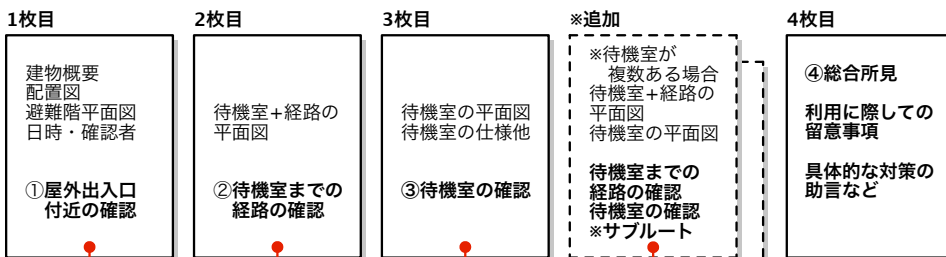 1枚目
建物概要
配置図
避難階平面図
日時・確認者
①屋外出入口
付近の確認
2枚目
待機室+経路の
平面図
②待機室までの
経路の確認
3枚目
待機室の平面図
待機室の仕様他
③待機室の確認
※追加
※待機室が
複数ある場合
待機室+経路の
平面図
待機室の平面図
待機室までの
経路の確認
待機室の確認
※サブルート
4枚目
④総合所見
利用に際しての
留意事項
具体的な対策の
助言など